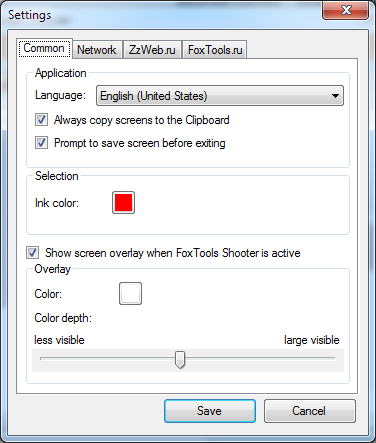 Settings
Common Network ZzWeb.ru FoxTools.ru
Application
Language: English (United States)
Always copy screens to the Clipboard
Prompt to save screen before exiting
Selection
Ink color:
Show screen overlay when FoxTools Shooter is active
Overlay
Color:
Color depth:
less visible large visible
Save Cancel